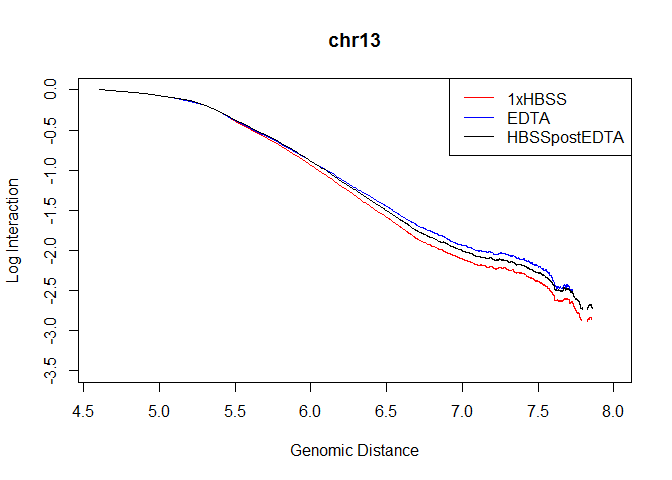 chr13
1xHBSS
EDTA
HBSSpostEDTA
0.0
-0.5
-1.0
-1.5
-2.0
-2.5
-3.0
-3.5
Log Interaction
4.5 5.0 5.5 6.0 6.5 7.0 7.5 8.0
Genomic Distance